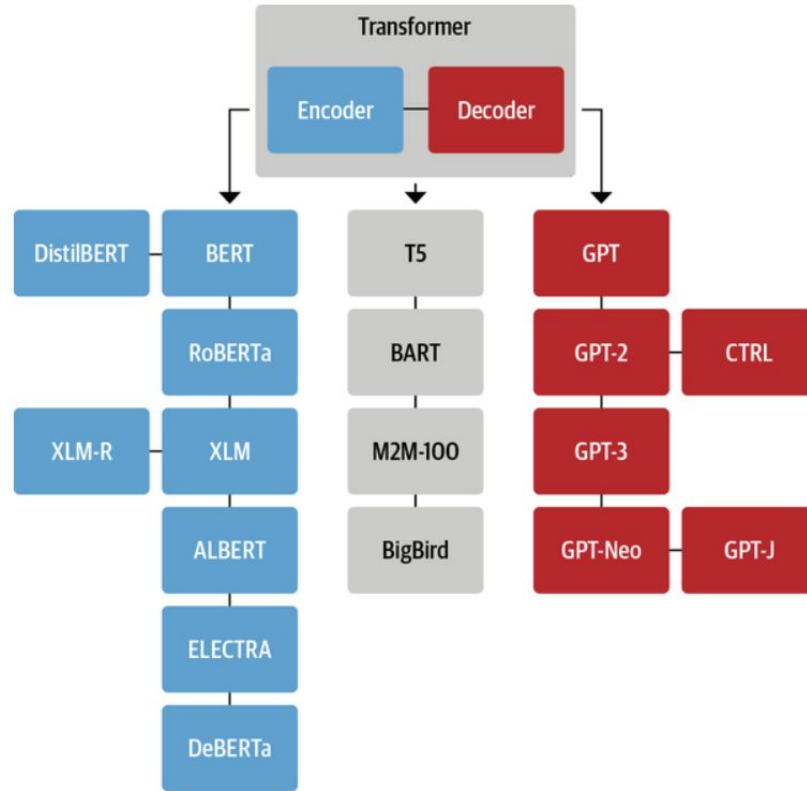 Transformer
Encoder
Decoder
DistilBERT
BERT
T5
GPT
RoBERTa
BART
GPT-2
CTRL
XLM-R
XLM
M2M-100
GPT-3
ALBERT
BigBird
GPT-Neo
GPT-J
ELECTRA
DeBERTa